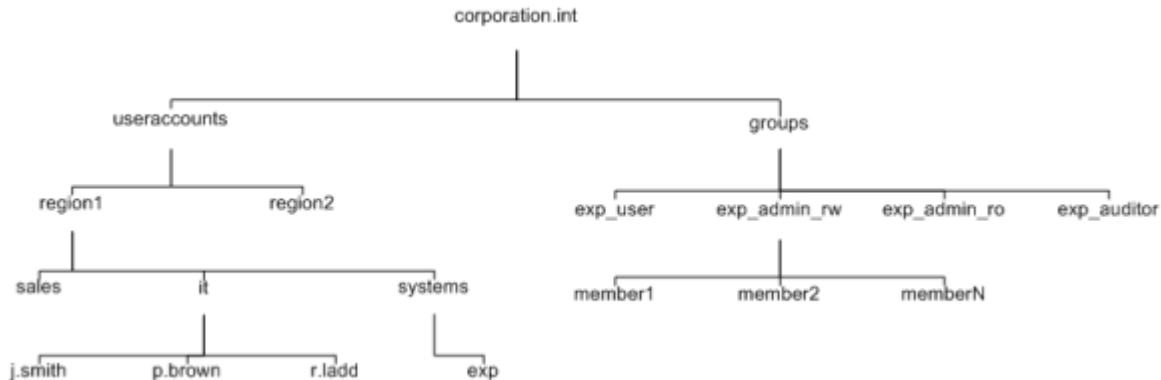 corporation.int
useraccounts groups
region1 region2 exp_user exp_admin_rw exp_admin_ro exp_auditor
sales it systems member1 member2 memberN
j.smith p.brown r.ladd exp